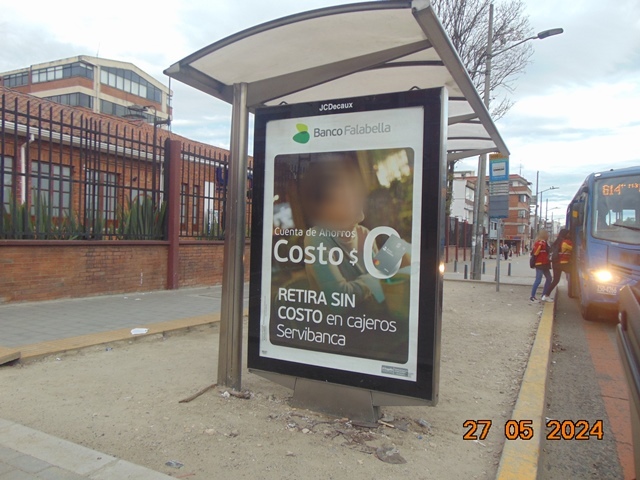 JCDecaux
Banco Falabella
Cuenta de Ahorros
Costo $0
RETIRA SIN
COSTO en cajeros
Servibanca
614
27 05 2024